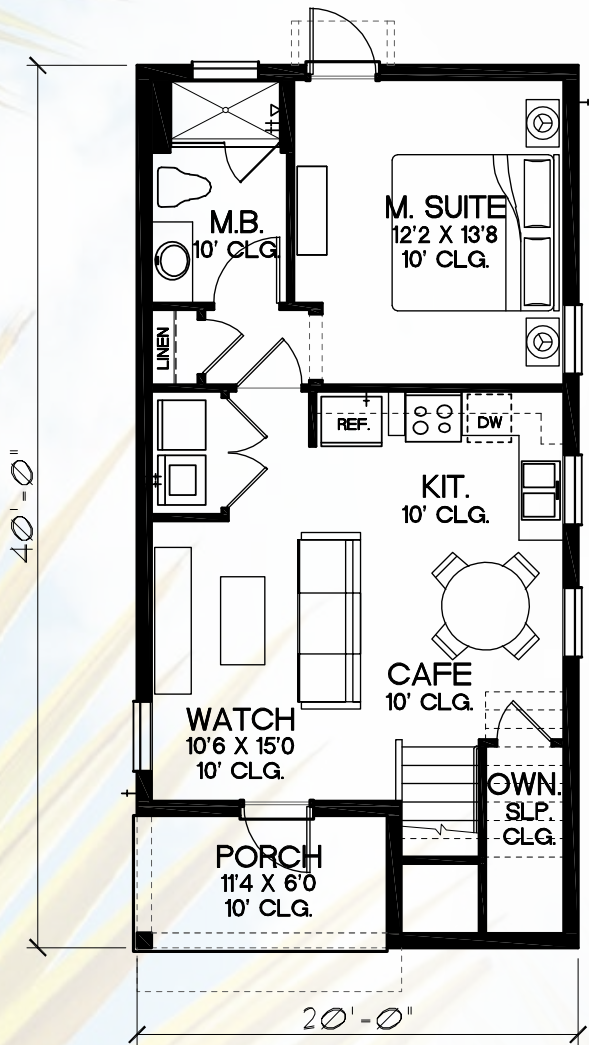 M.B.
10' CLG.
M. SUITE
12'2 X 13'8
10' CLG.
LINEN
REF.
DW
KIT.
10' CLG.
40'-0"
CAFE
10' CLG.
WATCH
10'6 X 15'0
10' CLG.
OWN.
SLP.
CLG.
PORCH
11'4 X 6'0
10' CLG.
20'-0"